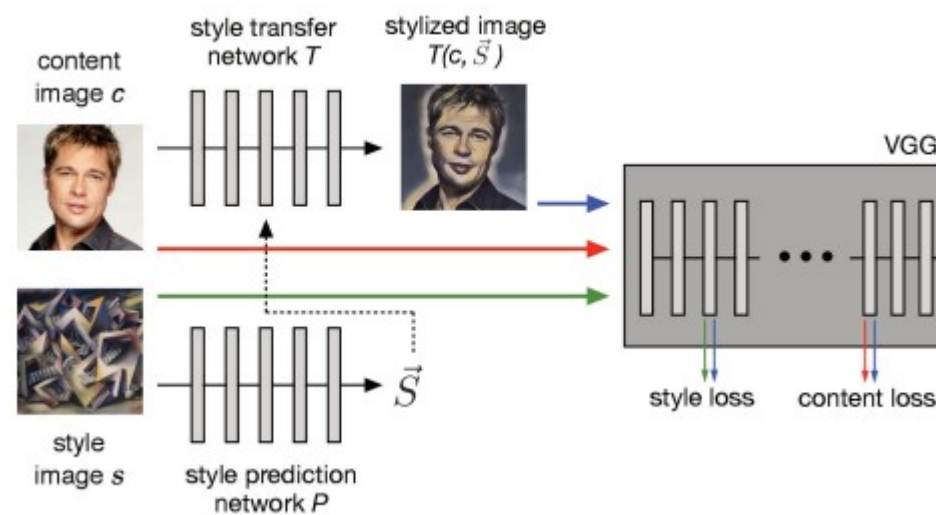 content
image c
style transfer
network T
stylized image
T(c, S⃗ )
VGG
style
image s
style prediction
network P
S⃗
style loss
content loss